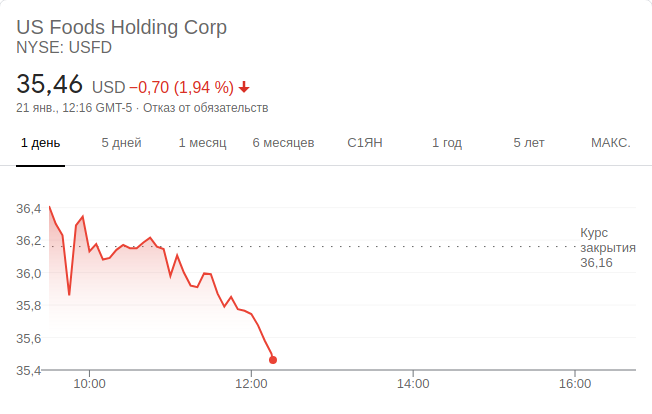 US Foods Holding Corp
NYSE: USFD
35,46 USD −0,70 (1,94 %)
21 янв., 12:16 GMT-5 · Отказ от обязательств
1 день 5 дней 1 месяц 6 месяцев С1ЯН 1 год 5 лет МАКС.
36,4
36,2
36,0
35,8
35,6
35,4
Курс
закрытия
36,16
10:00 12:00 14:00 16:00